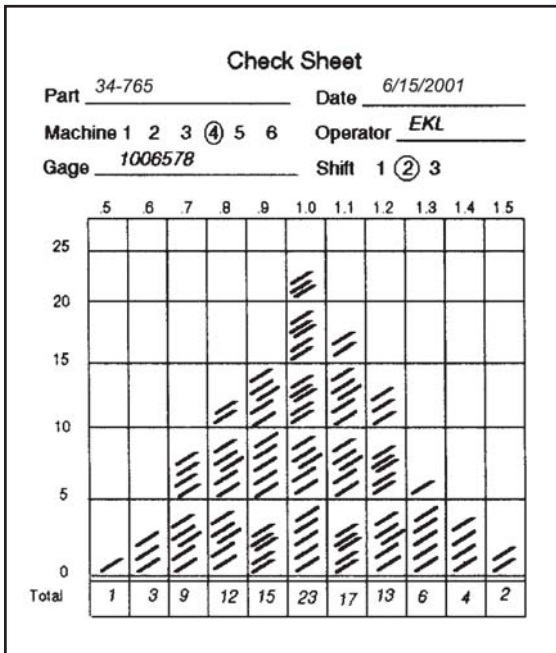 Check Sheet
Part 34-765 Date 6/15/2001
Machine 1 2 3 4 5 6 Operator EKL
Gage 1006578 Shift 1 2 3
.5 .6 .7 .8 .9 1.0 1.1 1.2 1.3 1.4 1.5
25
20
15
10
5
0
Total 1 3 9 12 15 23 17 13 6 4 2